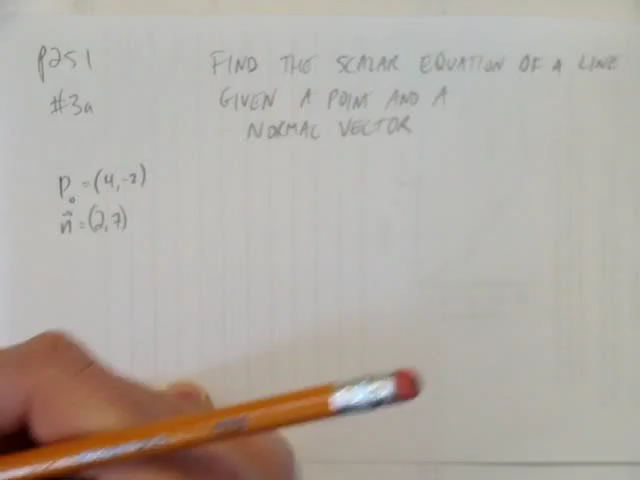 p251
FIND THE SCALAR EQUATION OF A LINE
#3a
GIVEN A POINT AND A
NORMAL VECTOR
P₀ = (4, -2)
n⃗ = (2, 7)